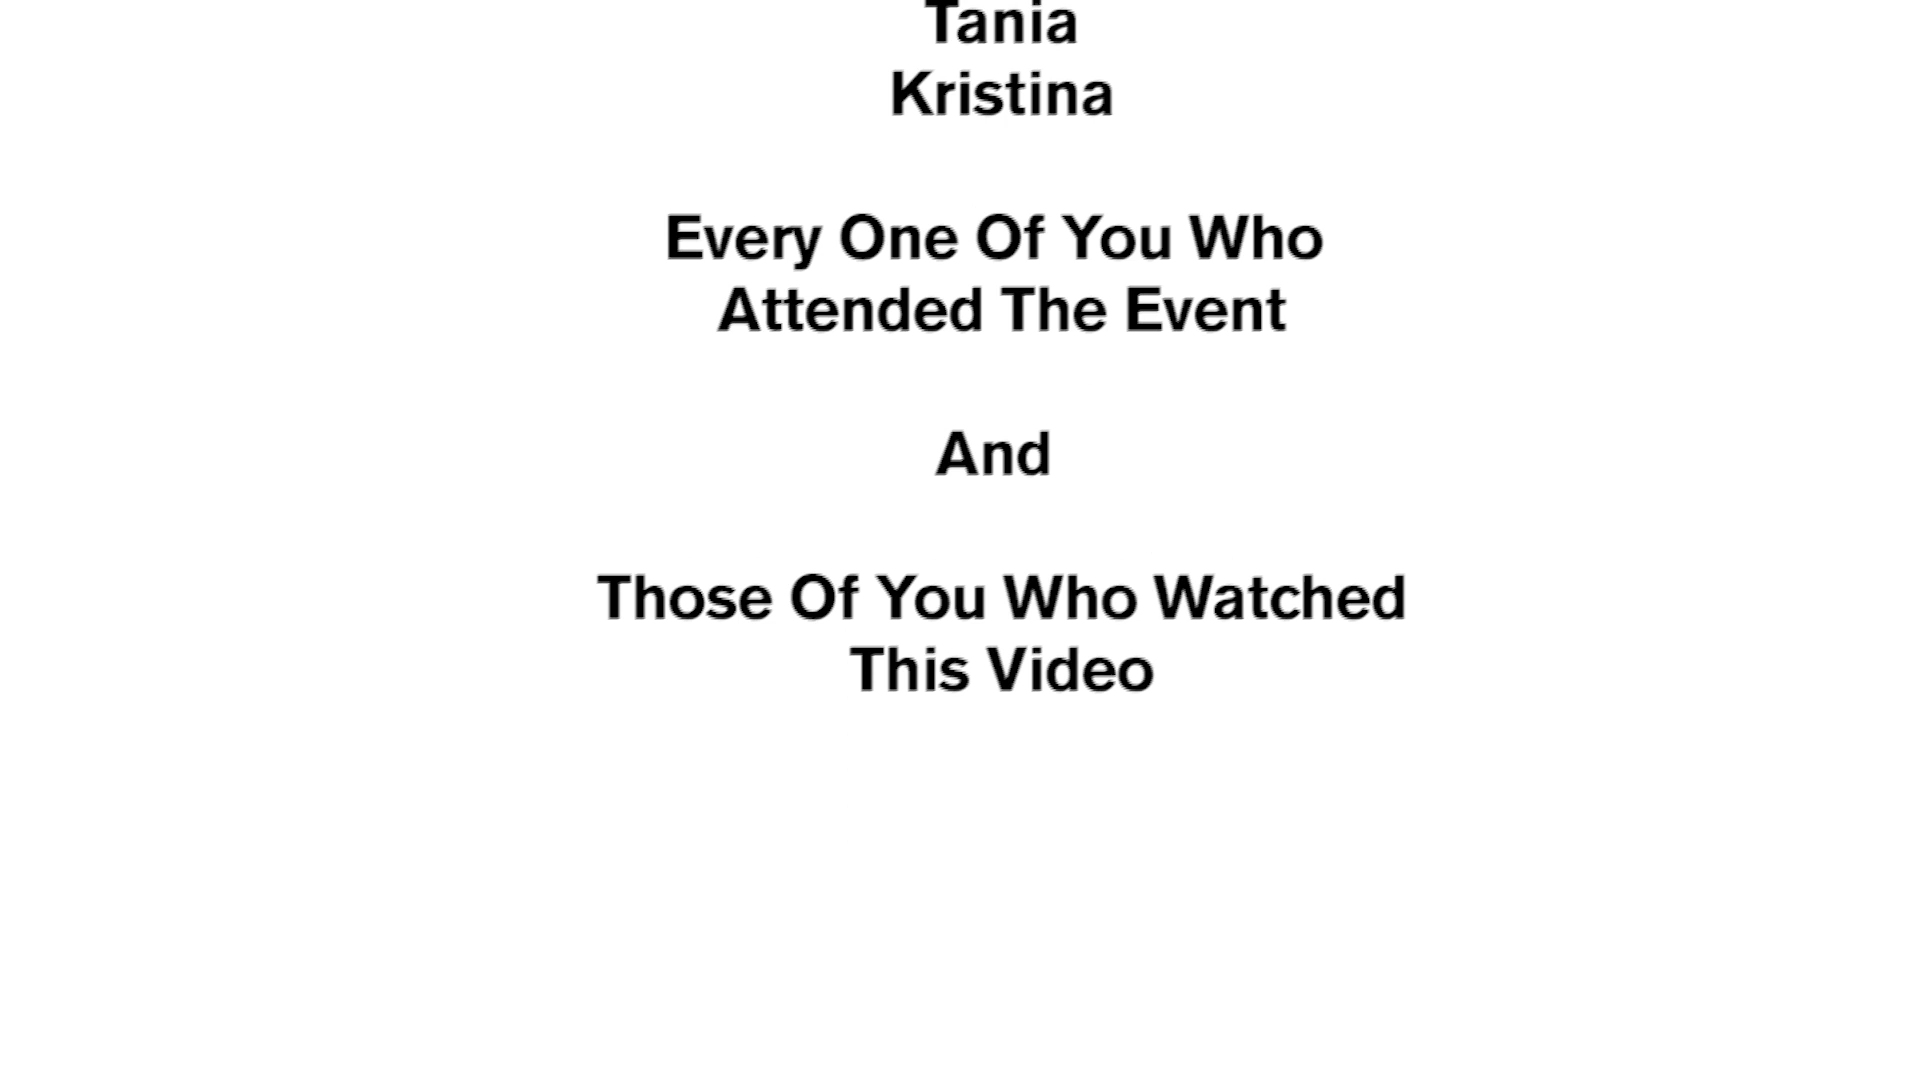 Tania
Kristina
Every One Of You Who
Attended The Event
And
Those Of You Who Watched
This Video